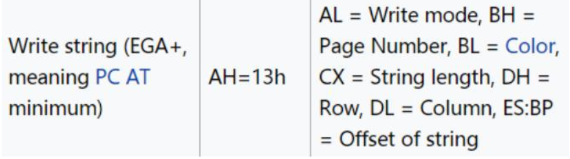 Write string (EGA+,
meaning PC AT
minimum)
AH=13h
AL = Write mode, BH =
Page Number, BL = Color,
CX = String length, DH =
Row, DL = Column, ES:BP
= Offset of string